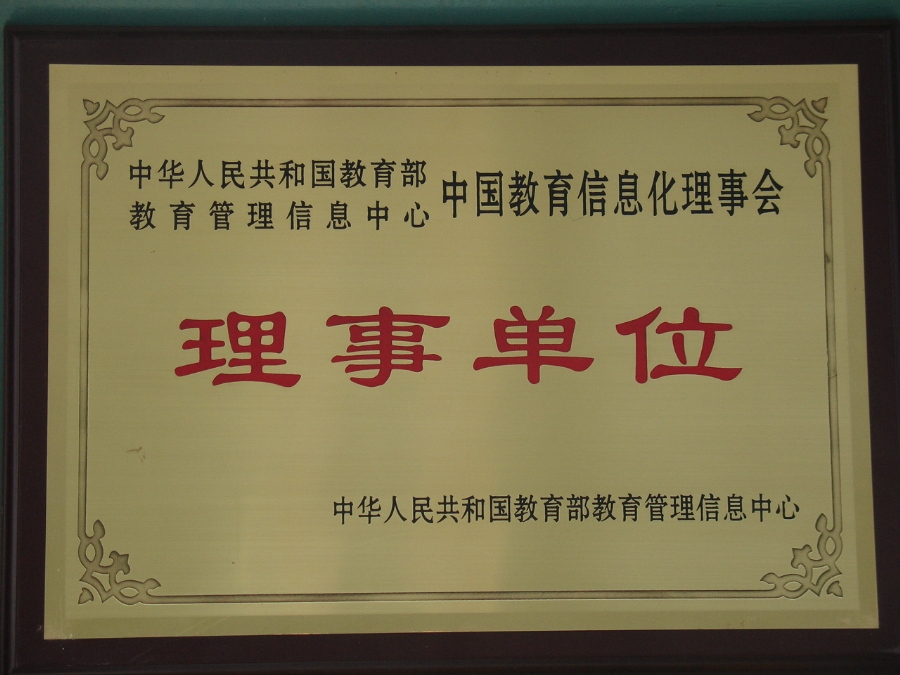 中华人民共和国教育部
教育管理信息中心
中国教育信息化理事会
理事单位
中华人民共和国教育部教育管理信息中心